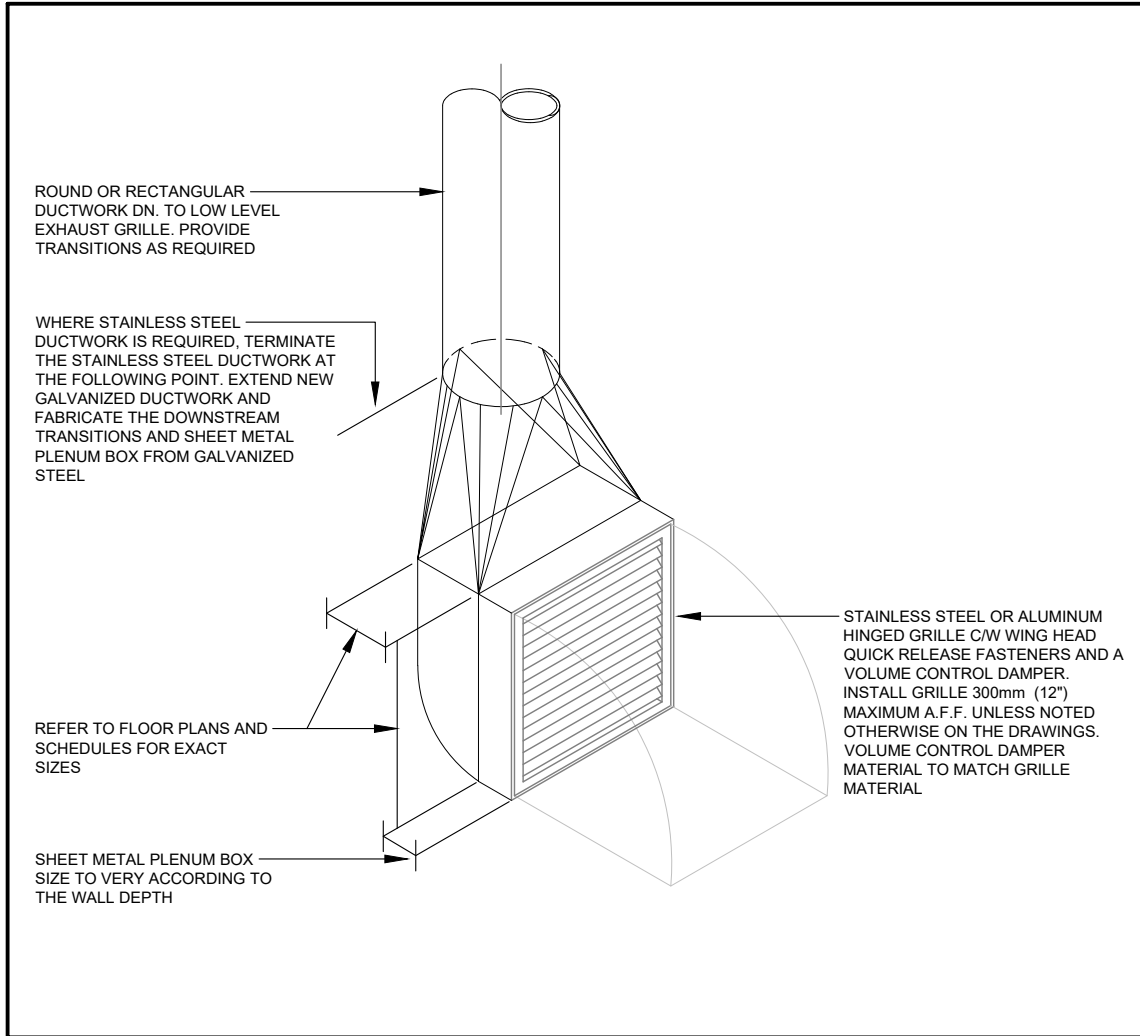 ROUND OR RECTANGULAR
DUCTWORK DN. TO LOW LEVEL
EXHAUST GRILLE. PROVIDE
TRANSITIONS AS REQUIRED
WHERE STAINLESS STEEL
DUCTWORK IS REQUIRED, TERMINATE
THE STAINLESS STEEL DUCTWORK AT
THE FOLLOWING POINT. EXTEND NEW
GALVANIZED DUCTWORK AND
FABRICATE THE DOWNSTREAM
TRANSITIONS AND SHEET METAL
PLENUM BOX FROM GALVANIZED
STEEL
STAINLESS STEEL OR ALUMINUM
HINGED GRILLE C/W WING HEAD
QUICK RELEASE FASTENERS AND A
VOLUME CONTROL DAMPER.
INSTALL GRILLE 300mm (12")
MAXIMUM A.F.F. UNLESS NOTED
OTHERWISE ON THE DRAWINGS.
VOLUME CONTROL DAMPER
MATERIAL TO MATCH GRILLE
MATERIAL
REFER TO FLOOR PLANS AND
SCHEDULES FOR EXACT
SIZES
SHEET METAL PLENUM BOX
SIZE TO VERY ACCORDING TO
THE WALL DEPTH